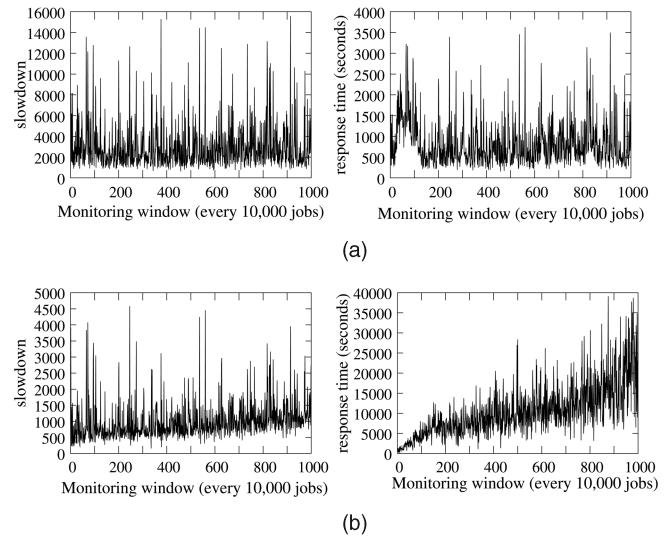 slowdown
16000
14000
12000
10000
8000
6000
4000
2000
0
0 200 400 600 800 1000
Monitoring window (every 10,000 jobs)
response time (seconds)
4000
3500
3000
2500
2000
1500
1000
500
0
0 200 400 600 800 1000
Monitoring window (every 10,000 jobs)
(a)
slowdown
5000
4500
4000
3500
3000
2500
2000
1500
1000
500
0
0 200 400 600 800 1000
Monitoring window (every 10,000 jobs)
response time (seconds)
40000
35000
30000
25000
20000
15000
10000
5000
0
0 200 400 600 800 1000
Monitoring window (every 10,000 jobs)
(b)